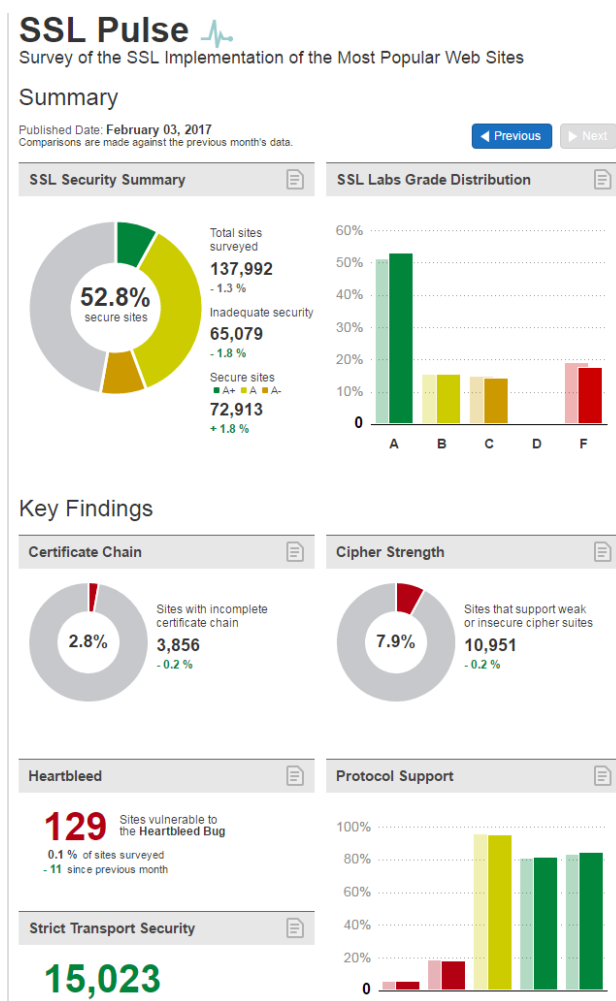 SSL Pulse
Survey of the SSL Implementation of the Most Popular Web Sites
Summary
Published Date: February 03, 2017
Comparisons are made against the previous month's data.
Previous
Next
SSL Security Summary
52.8%
secure sites
Total sites
surveyed
137,992
- 1.3 %
Inadequate security
65,079
- 1.8 %
Secure sites
A+ A A-
72,913
+ 1.8 %
SSL Labs Grade Distribution
60%
50%
40%
30%
20%
10%
0
A B C D F
Key Findings
Certificate Chain
2.8%
Sites with incomplete
certificate chain
3,856
- 0.2 %
Cipher Strength
7.9%
Sites that support weak
or insecure cipher suites
10,951
- 0.2 %
Heartbleed
129
Sites vulnerable to
the Heartbleed Bug
0.1 % of sites surveyed
- 11 since previous month
Strict Transport Security
15,023
Protocol Support
100%
80%
60%
40%
20%
0